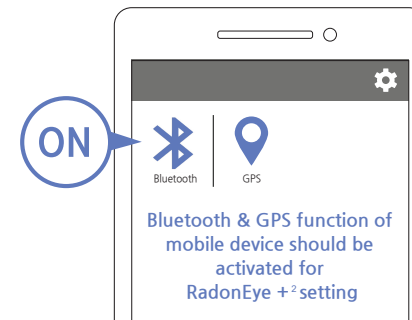 ON
Bluetooth
GPS
Bluetooth & GPS function of
mobile device should be
activated for
RadonEye +² setting